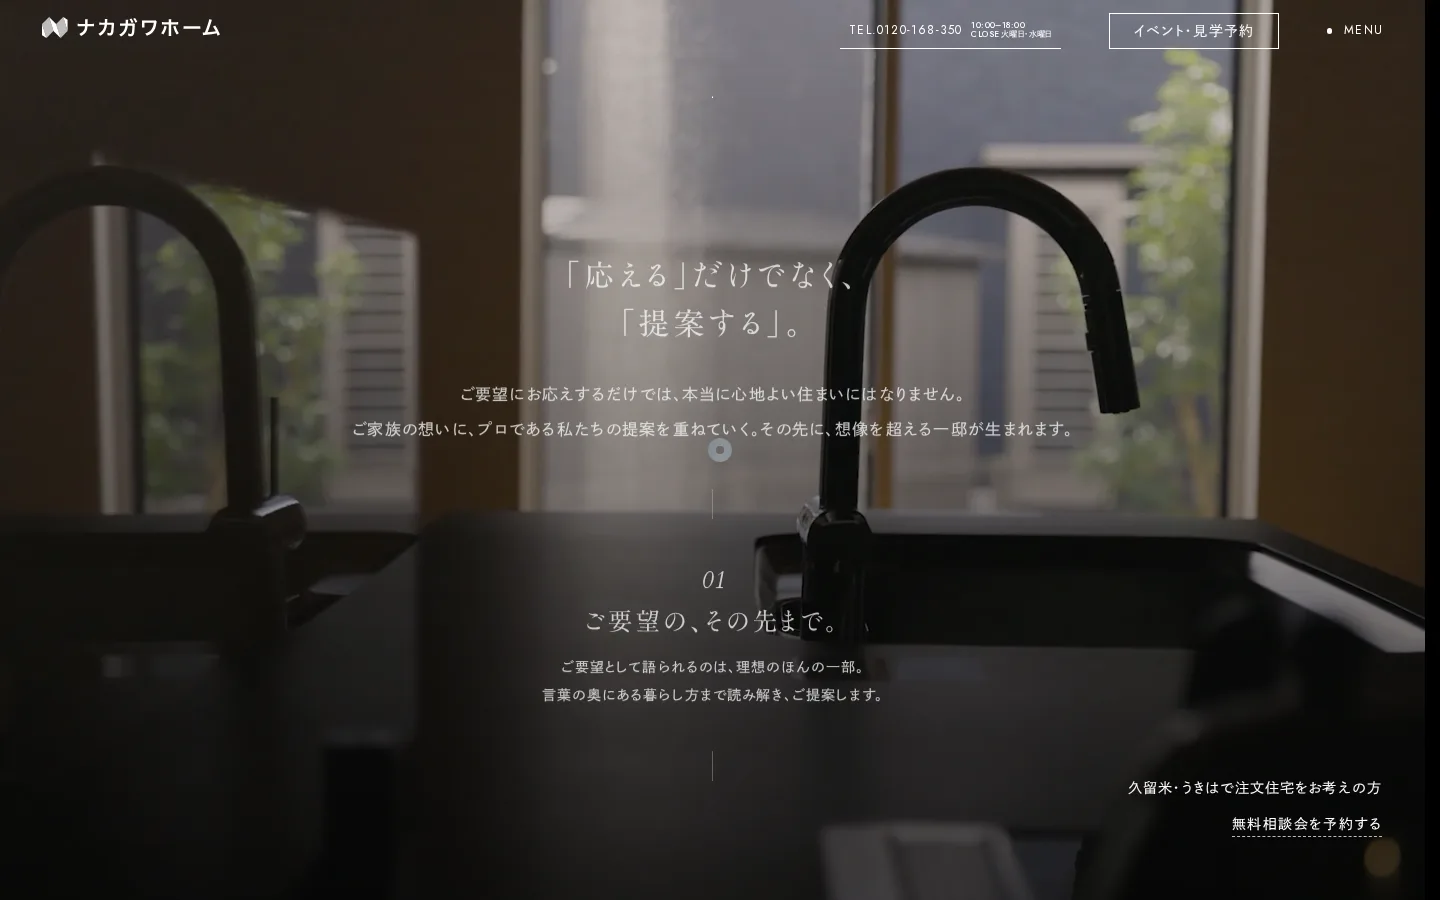 ナカガワホーム
TEL.0120-168-350
10:00–18:00
CLOSE 火曜日・水曜日
イベント・見学予約
MENU
「応える」だけでなく、
「提案する」。
ご要望にお応えするだけでは、本当に心地よい住まいにはなりません。
ご家族の想いに、プロである私たちの提案を重ねていく。その先に、想像を超える一邸が生まれます。
01
ご要望の、その先まで。
ご要望として語られるのは、理想のほんの一部。
言葉の奥にある暮らし方まで読み解き、ご提案します。
久留米・うきはで注文住宅をお考えの方
無料相談会を予約する